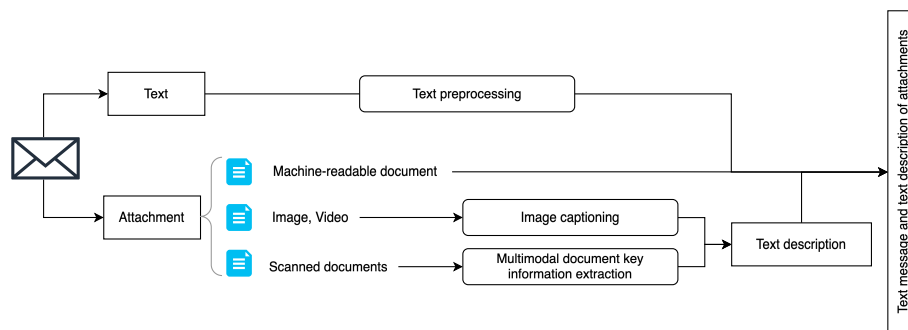 Text
Text preprocessing
Machine-readable document
Attachment
Image, Video
Image captioning
Text description
Scanned documents
Multimodal document key
information extraction
Text message and text description of attachments